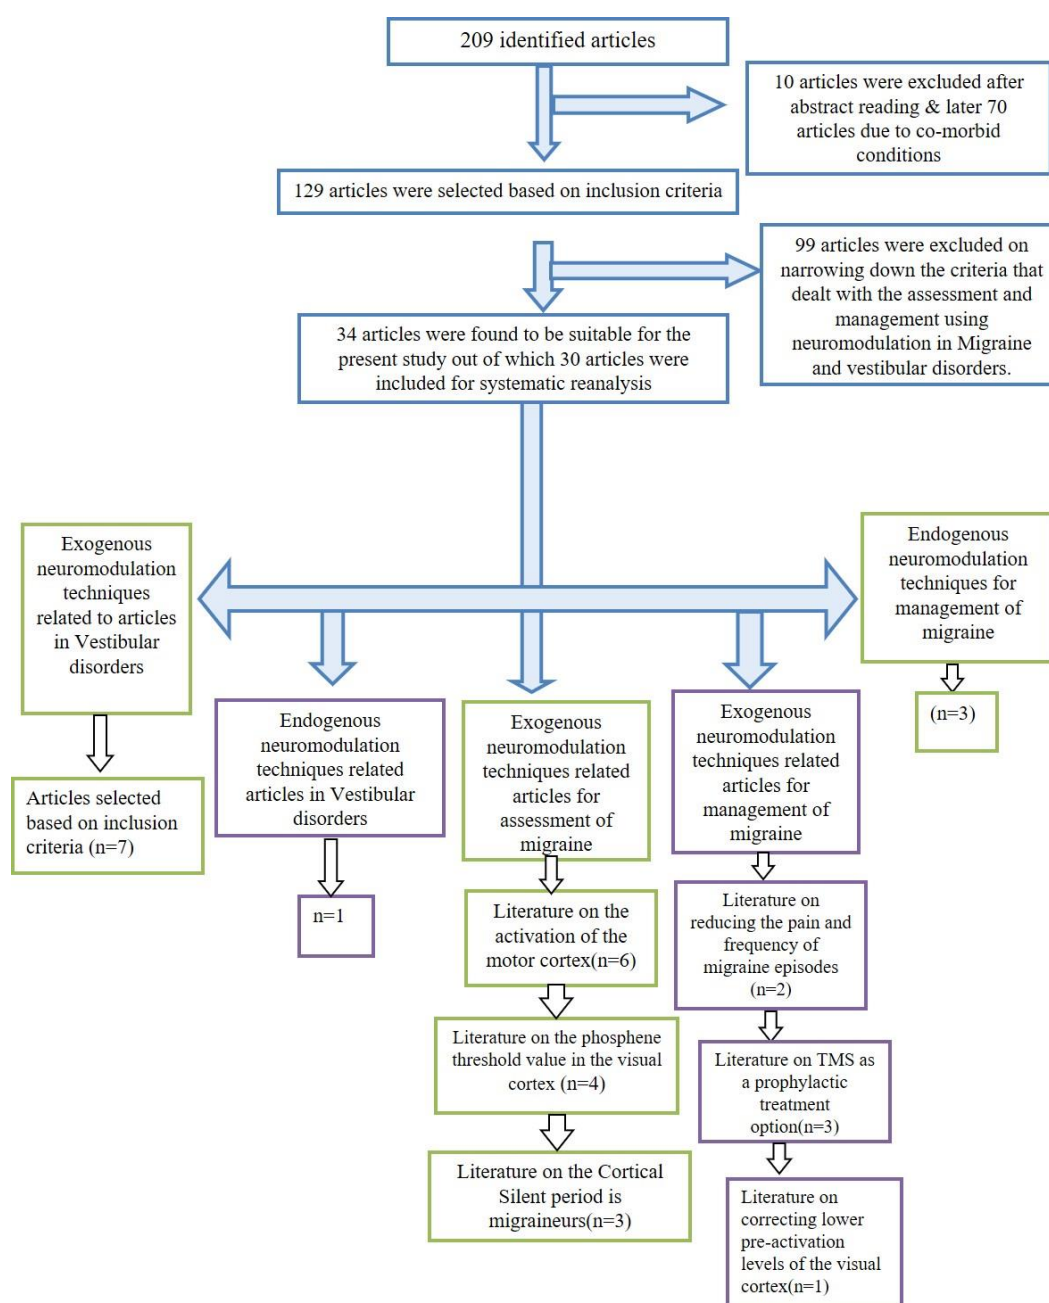 209 identified articles
10 articles were excluded after
abstract reading & later 70
articles due to co-morbid
conditions
129 articles were selected based on inclusion criteria
99 articles were excluded on
narrowing down the criteria that
dealt with the assessment and
management using
neuromodulation in Migraine
and vestibular disorders.
34 articles were found to be suitable for the
present study out of which 30 articles were
included for systematic reanalysis
Exogenous
neuromodulation
techniques
related to articles
in Vestibular
disorders
Articles selected
based on inclusion
criteria (n=7)
Endogenous
neuromodulation
techniques related
articles in Vestibular
disorders
n=1
Exogenous
neuromodulation
techniques related
articles for
assessment of
migraine
Literature on the
activation of the
motor cortex(n=6)
Literature on the phosphene
threshold value in the visual
cortex (n=4)
Literature on the Cortical
Silent period is
migraineurs(n=3)
Exogenous
neuromodulation
techniques related
articles for
management of
migraine
Literature on
reducing the pain and
frequency of
migraine episodes
(n=2)
Literature on TMS as
a prophylactic
treatment
option(n=3)
Literature on
correcting lower
pre-activation
levels of the visual
cortex(n=1)
Endogenous
neuromodulation
techniques for
management of
migraine
(n=3)